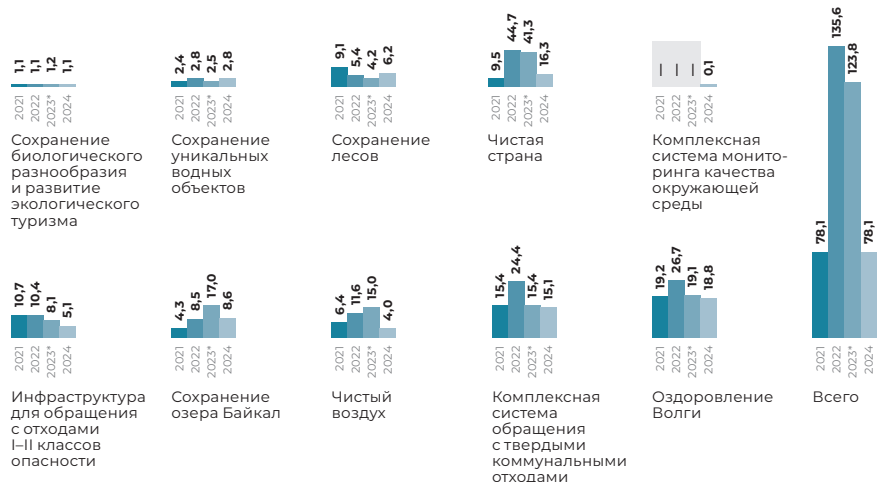 1,1 1,1 1,2 1,1
2021 2022 2023* 2024
Сохранение
биологического
разнообразия
и развитие
экологического
туризма
2,4 2,8 2,5 2,8
2021 2022 2023* 2024
Сохранение
уникальных
водных
объектов
9,1 5,4 4,2 6,2
2021 2022 2023* 2024
Сохранение
лесов
9,5 44,7 41,3 16,3
2021 2022 2023* 2024
Чистая
страна
— — — 0,1
2021 2022 2023* 2024
Комплексная
система монито-
ринга качества
окружающей
среды
10,7 10,4 8,1 5,1
2021 2022 2023* 2024
Инфраструктура
для обращения
с отходами
I–II классов
опасности
4,3 8,5 17,0 8,6
2021 2022 2023* 2024
Сохранение
озера Байкал
6,4 11,6 15,0 4,0
2021 2022 2023* 2024
Чистый
воздух
15,4 24,4 15,4 15,1
2021 2022 2023* 2024
Комплексная
система
обращения
с твердыми
коммунальными
отходами
19,2 26,7 19,1 18,8
2021 2022 2023* 2024
Оздоровление
Волги
78,1 135,6 123,8 78,1
2021 2022 2023* 2024
Всего